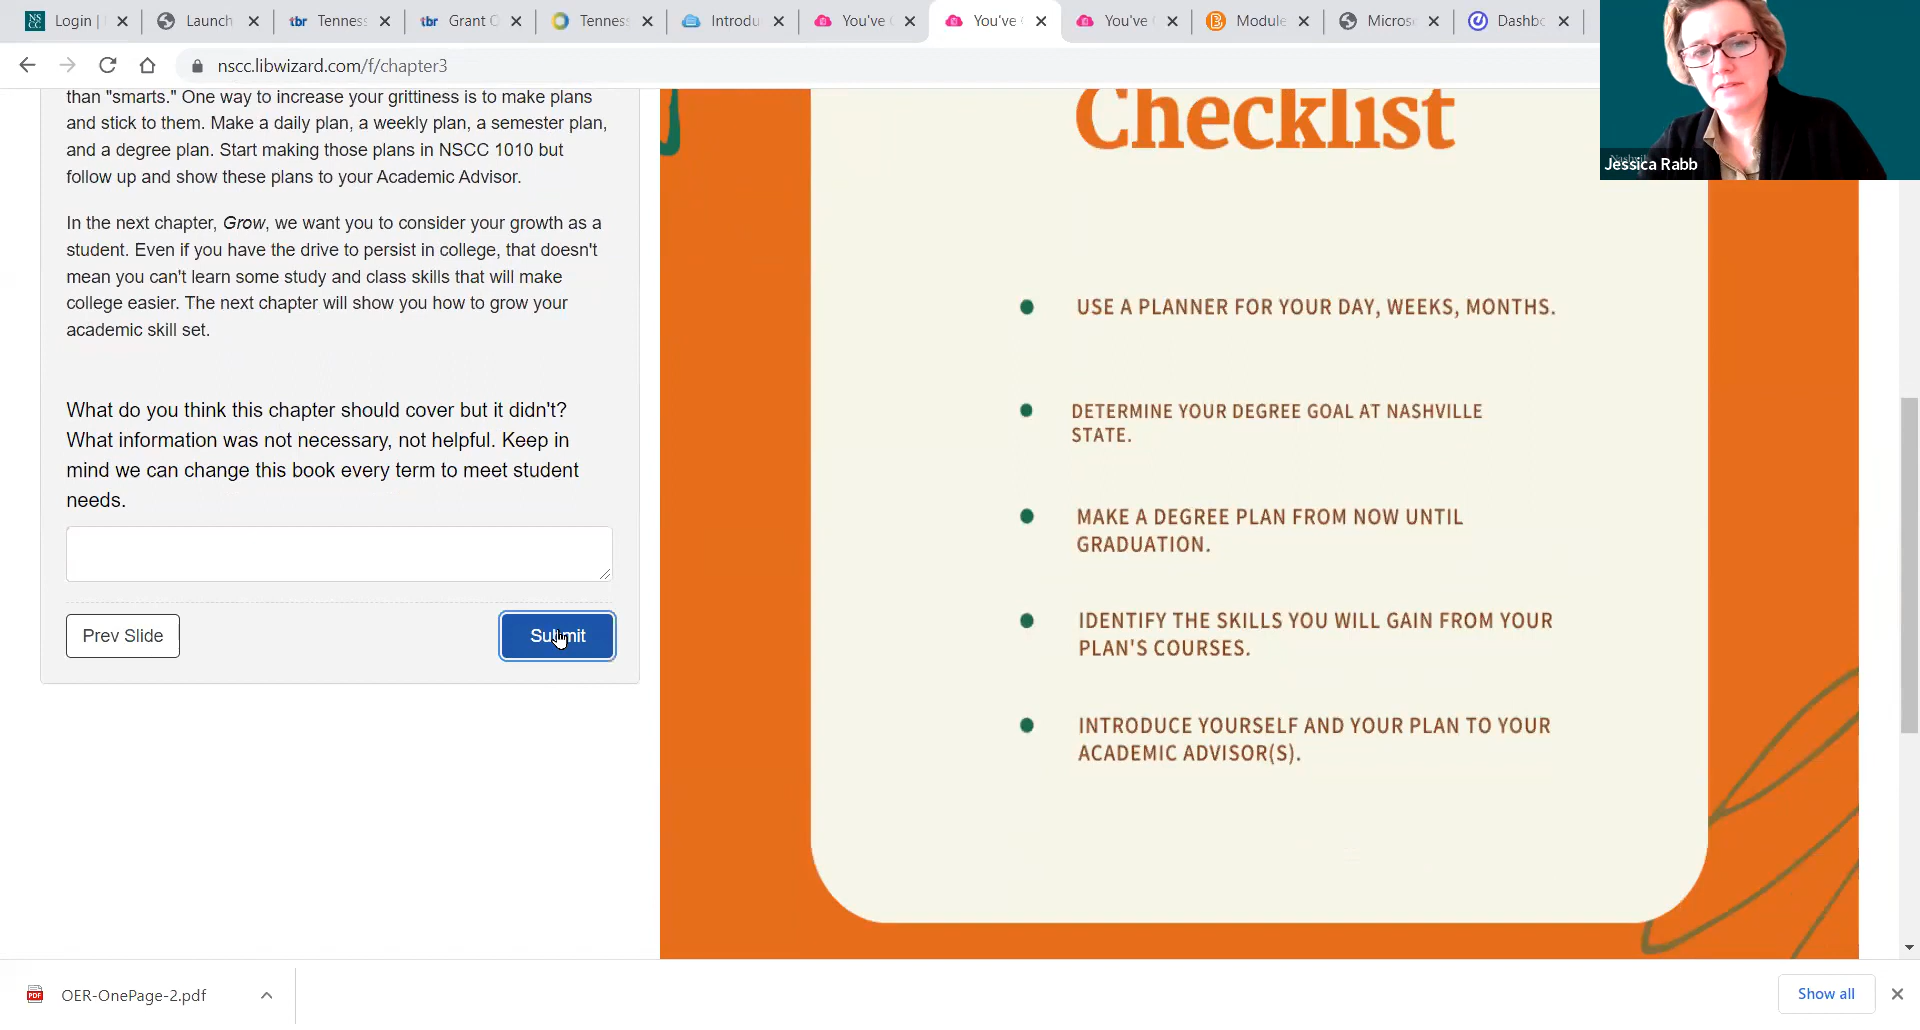 NS
CC
Login |
Launch
tbr Tennes
tbr Grant O
Tennes
Introdu
You've
You've
You've
Module
Micros
Dashbo
nscc.libwizard.com/f/chapter3
than "smarts." One way to increase your grittiness is to make plans
and stick to them. Make a daily plan, a weekly plan, a semester plan,
and a degree plan. Start making those plans in NSCC 1010 but
follow up and show these plans to your Academic Advisor.
In the next chapter, Grow, we want you to consider your growth as a
student. Even if you have the drive to persist in college, that doesn't
mean you can't learn some study and class skills that will make
college easier. The next chapter will show you how to grow your
academic skill set.
What do you think this chapter should cover but it didn't?
What information was not necessary, not helpful. Keep in
mind we can change this book every term to meet student
needs.
Prev Slide
Submit
Checklist
USE A PLANNER FOR YOUR DAY, WEEKS, MONTHS.
DETERMINE YOUR DEGREE GOAL AT NASHVILLE
STATE.
MAKE A DEGREE PLAN FROM NOW UNTIL
GRADUATION.
IDENTIFY THE SKILLS YOU WILL GAIN FROM YOUR
PLAN'S COURSES.
INTRODUCE YOURSELF AND YOUR PLAN TO YOUR
ACADEMIC ADVISOR(S).
Jessica Rabb
PDF
OER-OnePage-2.pdf
Show all